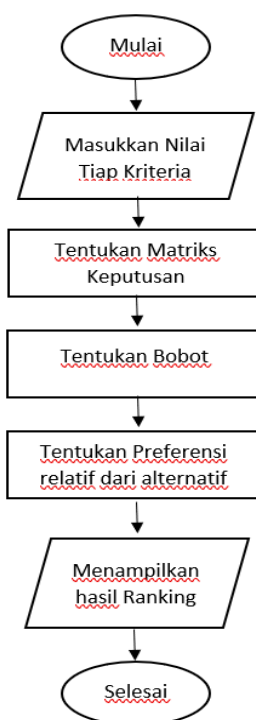 Mulai
Masukkan Nilai
Tiap Kriteria
Tentukan Matriks
Keputusan
Tentukan Bobot
Tentukan Preferensi
relatif dari alternatif
Menampilkan
hasil Ranking
Selesai